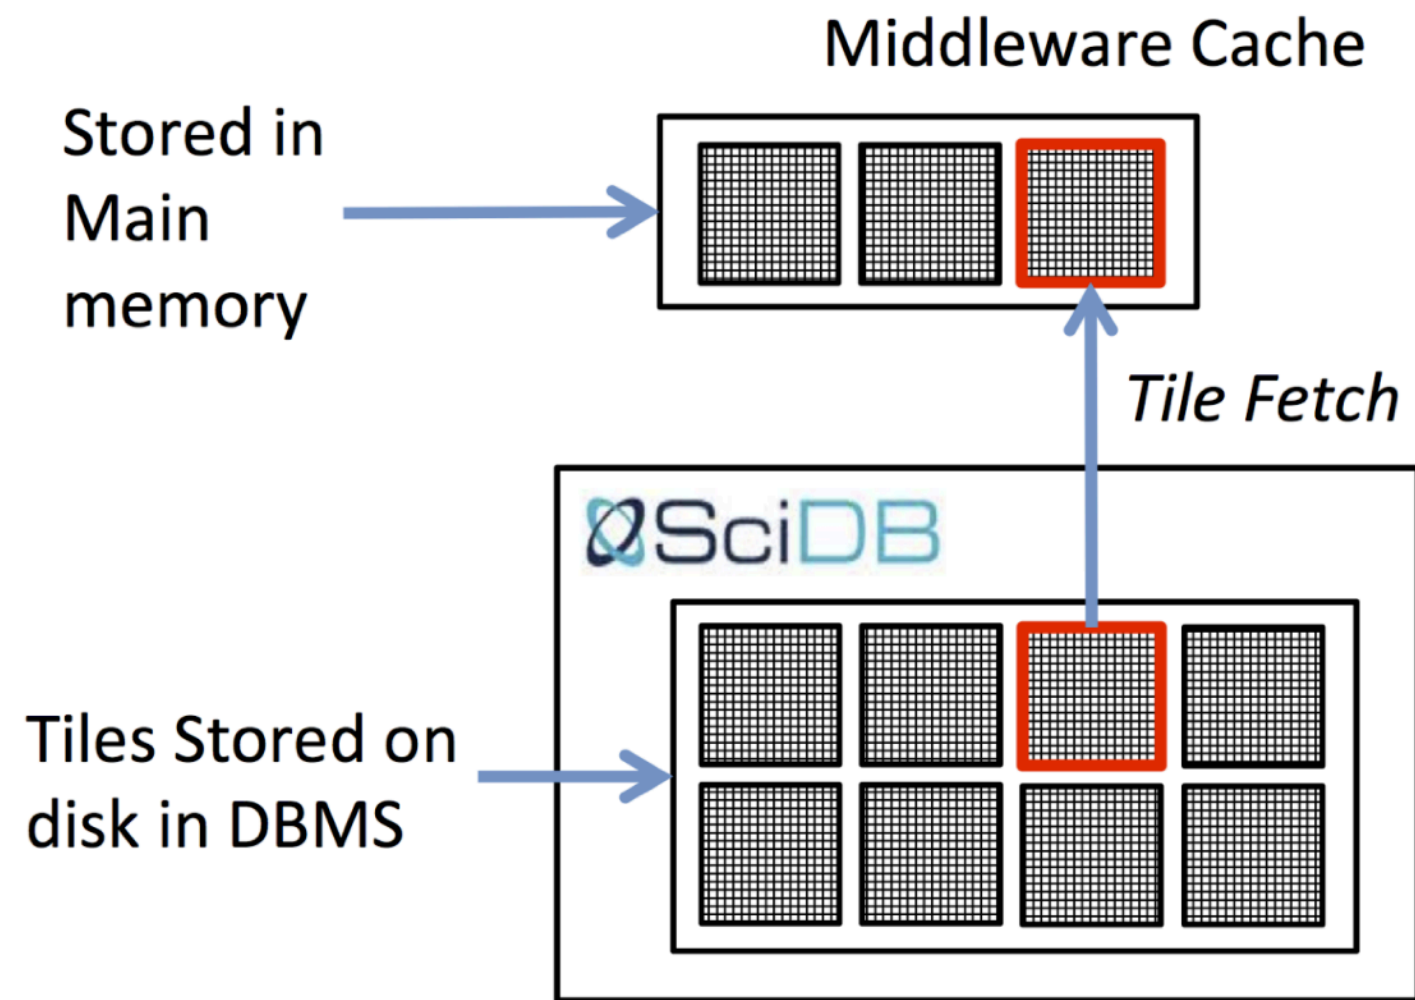 Middleware Cache
Stored in
Main
memory
Tile Fetch
SciDB
Tiles Stored on
disk in DBMS